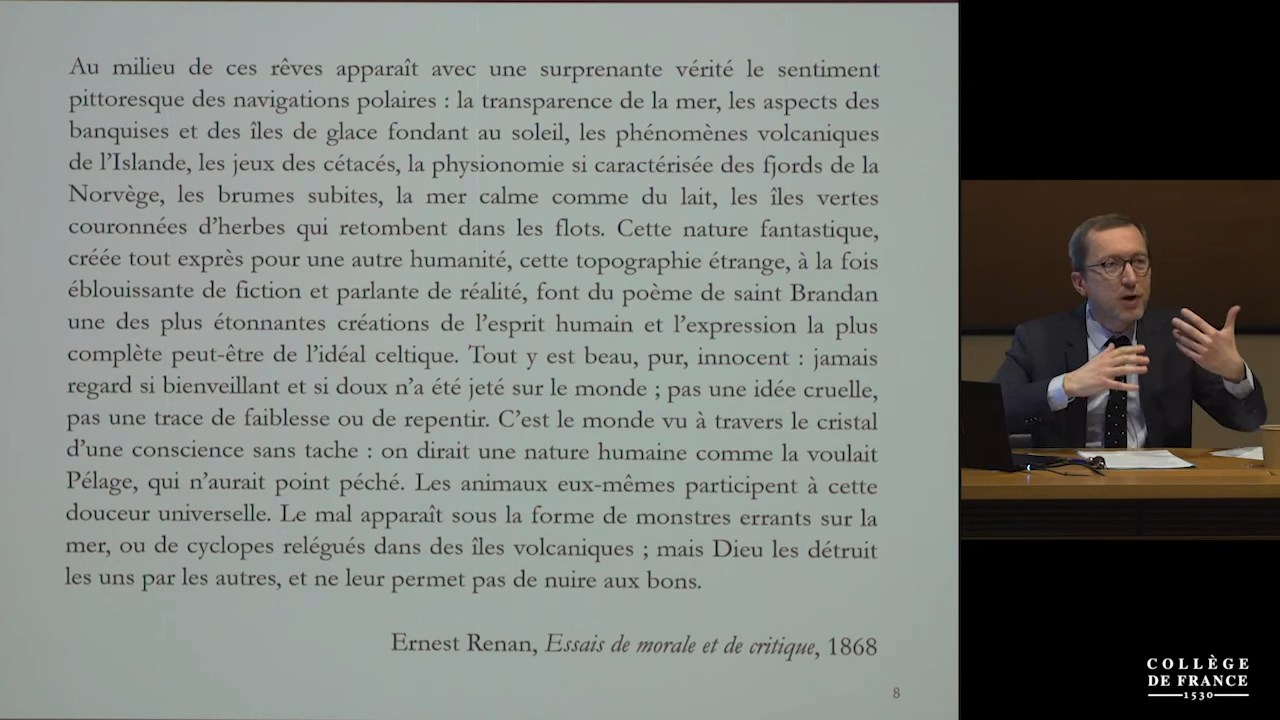 Au milieu de ces rêves apparaît avec une surprenante vérité le sentiment
pittoresque des navigations polaires : la transparence de la mer, les aspects des
banquises et des îles de glace fondant au soleil, les phénomènes volcaniques
de l'Islande, les jeux des cétacés, la physionomie si caractérisée des fjords de la
Norvège, les brumes subites, la mer calme comme du lait, les îles vertes
couronnées d'herbes qui retombent dans les flots. Cette nature fantastique,
créée tout exprès pour une autre humanité, cette topographie étrange, à la fois
éblouissante de fiction et parlante de réalité, font du poème de saint Brandan
une des plus étonnantes créations de l'esprit humain et l'expression la plus
complète peut-être de l'idéal celtique. Tout y est beau, pur, innocent : jamais
regard si bienveillant et si doux n'a été jeté sur le monde ; pas une idée cruelle,
pas une trace de faiblesse ou de repentir. C'est le monde vu à travers le cristal
d'une conscience sans tache : on dirait une nature humaine comme la voulait
Pélage, qui n'aurait point péché. Les animaux eux-mêmes participent à cette
douceur universelle. Le mal apparaît sous la forme de monstres errants sur la
mer, ou de cyclopes relégués dans des îles volcaniques ; mais Dieu les détruit
les uns par les autres, et ne leur permet pas de nuire aux bons.
Ernest Renan, Essais de morale et de critique, 1868
8
COLLÈGE
DE FRANCE
1530